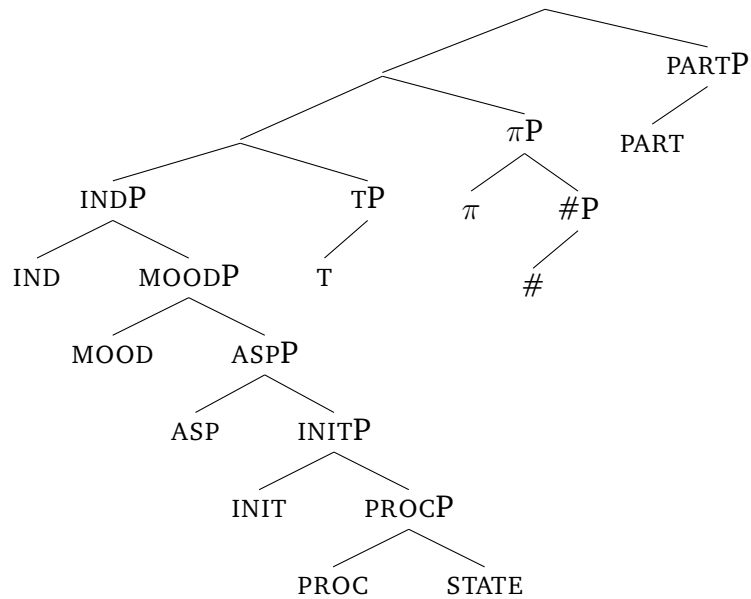 PARTP
πP PART
INDP TP π #P
IND MOODP T #
MOOD ASPP
ASP INITP
INIT PROCP
PROC STATE